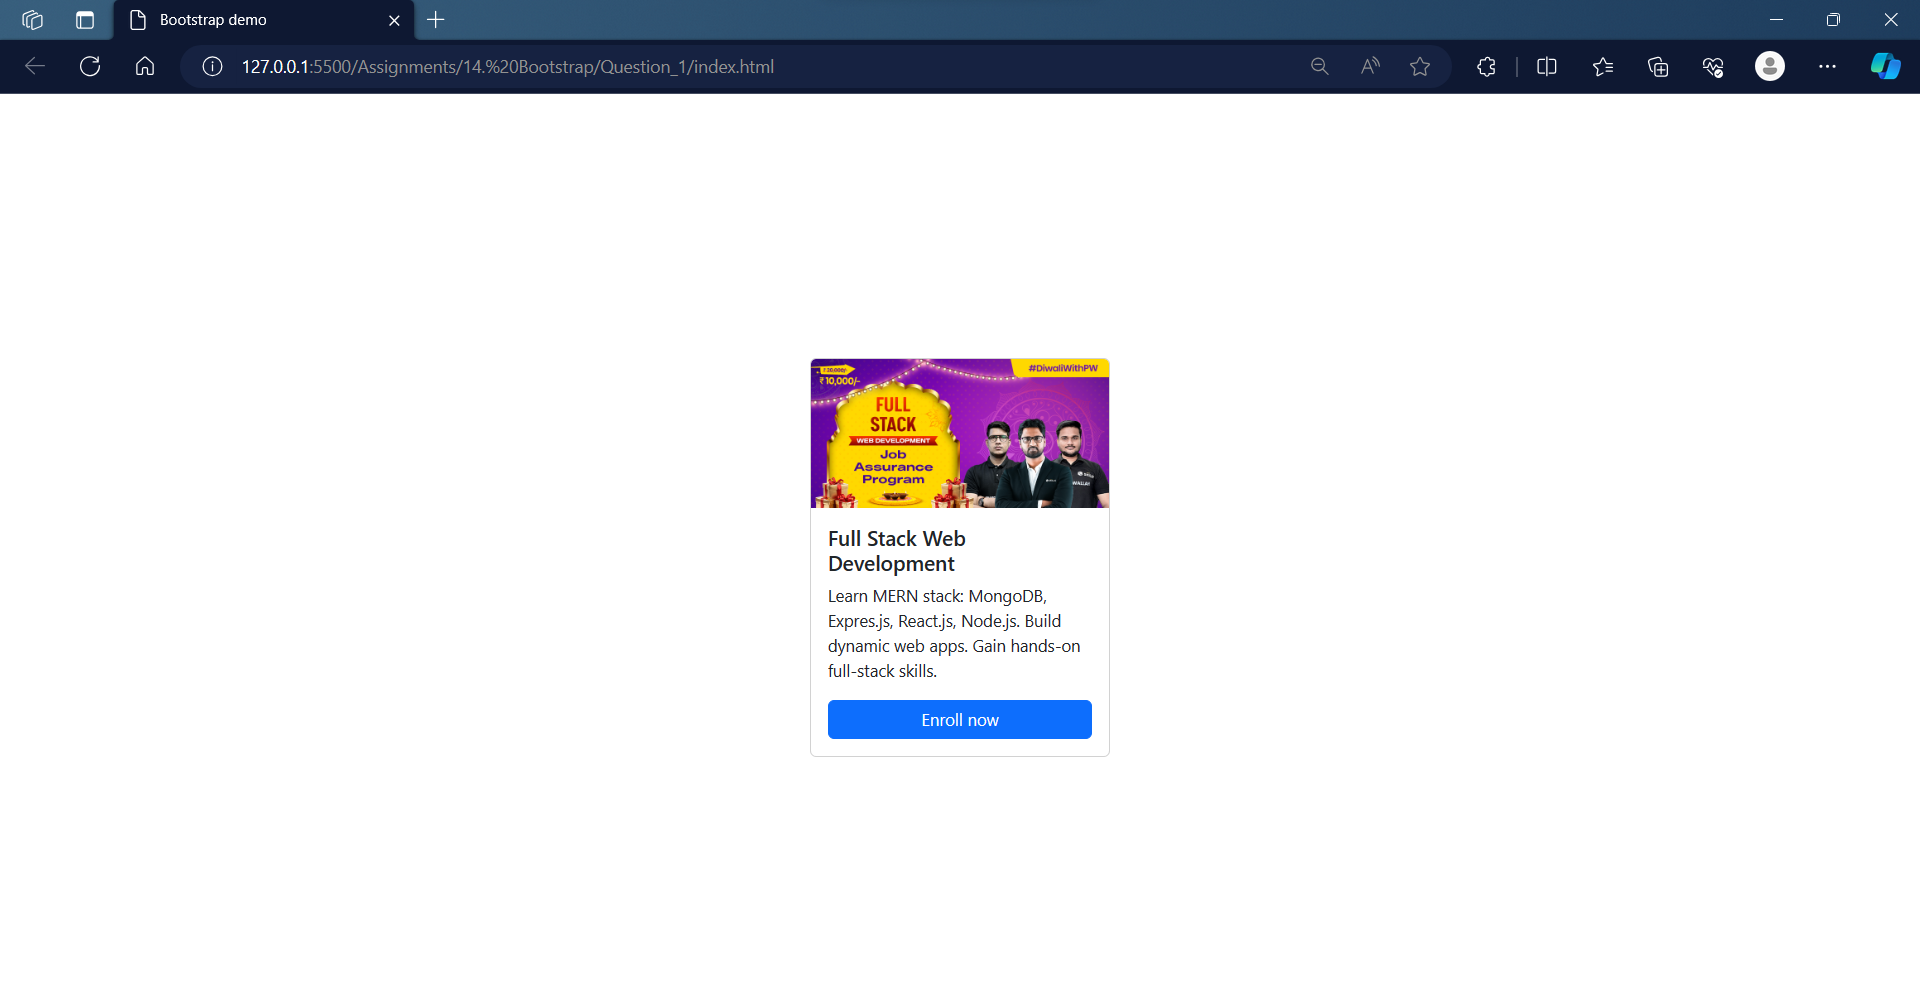 Bootstrap demo
127.0.0.1:5500/Assignments/14.%20Bootstrap/Question_1/index.html
#DiwaliWithPW
₹ 10,000/-
FULL
STACK
WEB DEVELOPMENT
Job
Assurance
Program
Full Stack Web
Development
Learn MERN stack: MongoDB,
Expres.js, React.js, Node.js. Build
dynamic web apps. Gain hands-on
full-stack skills.
Enroll now